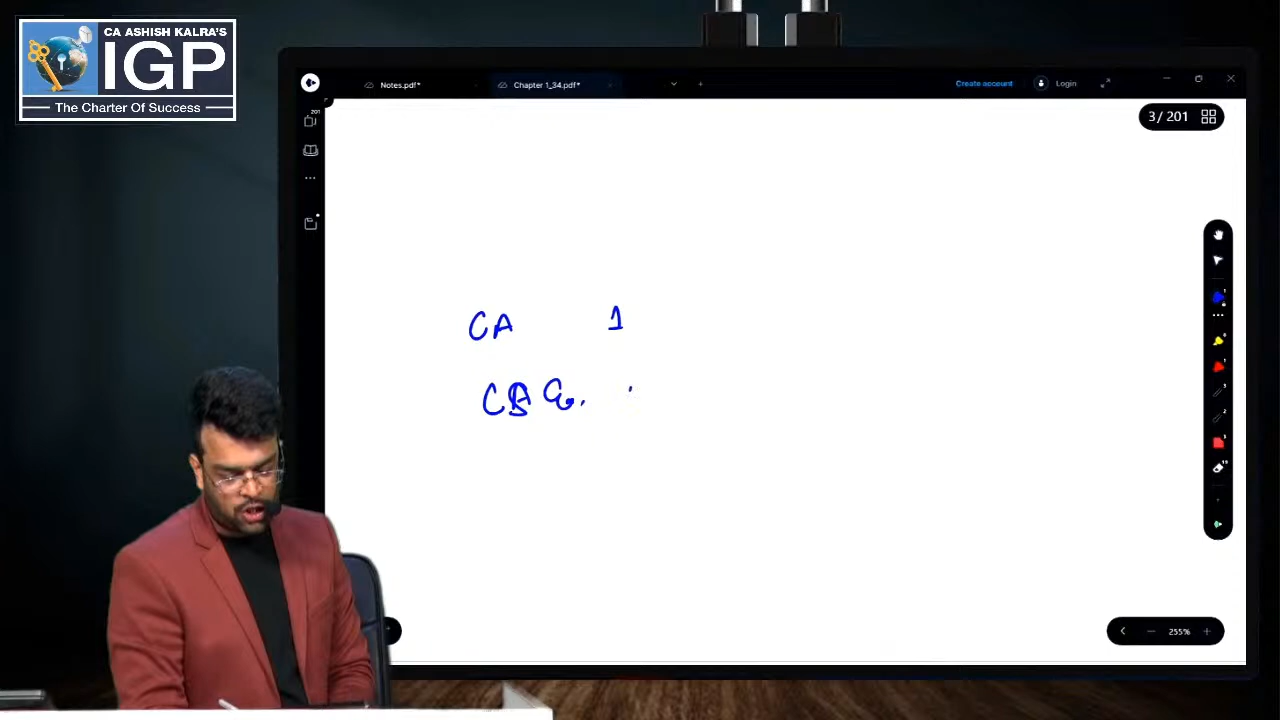 CA ASHISH KALRA'S
IGP
The Charter Of Success
Notes.pdf*
Chapter 1_34.pdf*
Create account
Login
201
3 / 201
CA 1
255%